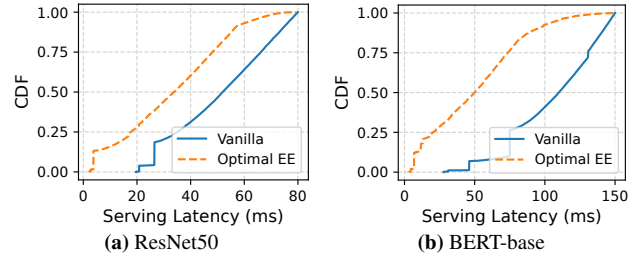 1.00
0.75
0.50
0.25
0.00
CDF
Vanilla
Optimal EE
0 20 40 60 80
Serving Latency (ms)
(a) ResNet50
1.00
0.75
0.50
0.25
0.00
CDF
Vanilla
Optimal EE
0 50 100 150
Serving Latency (ms)
(b) BERT-base